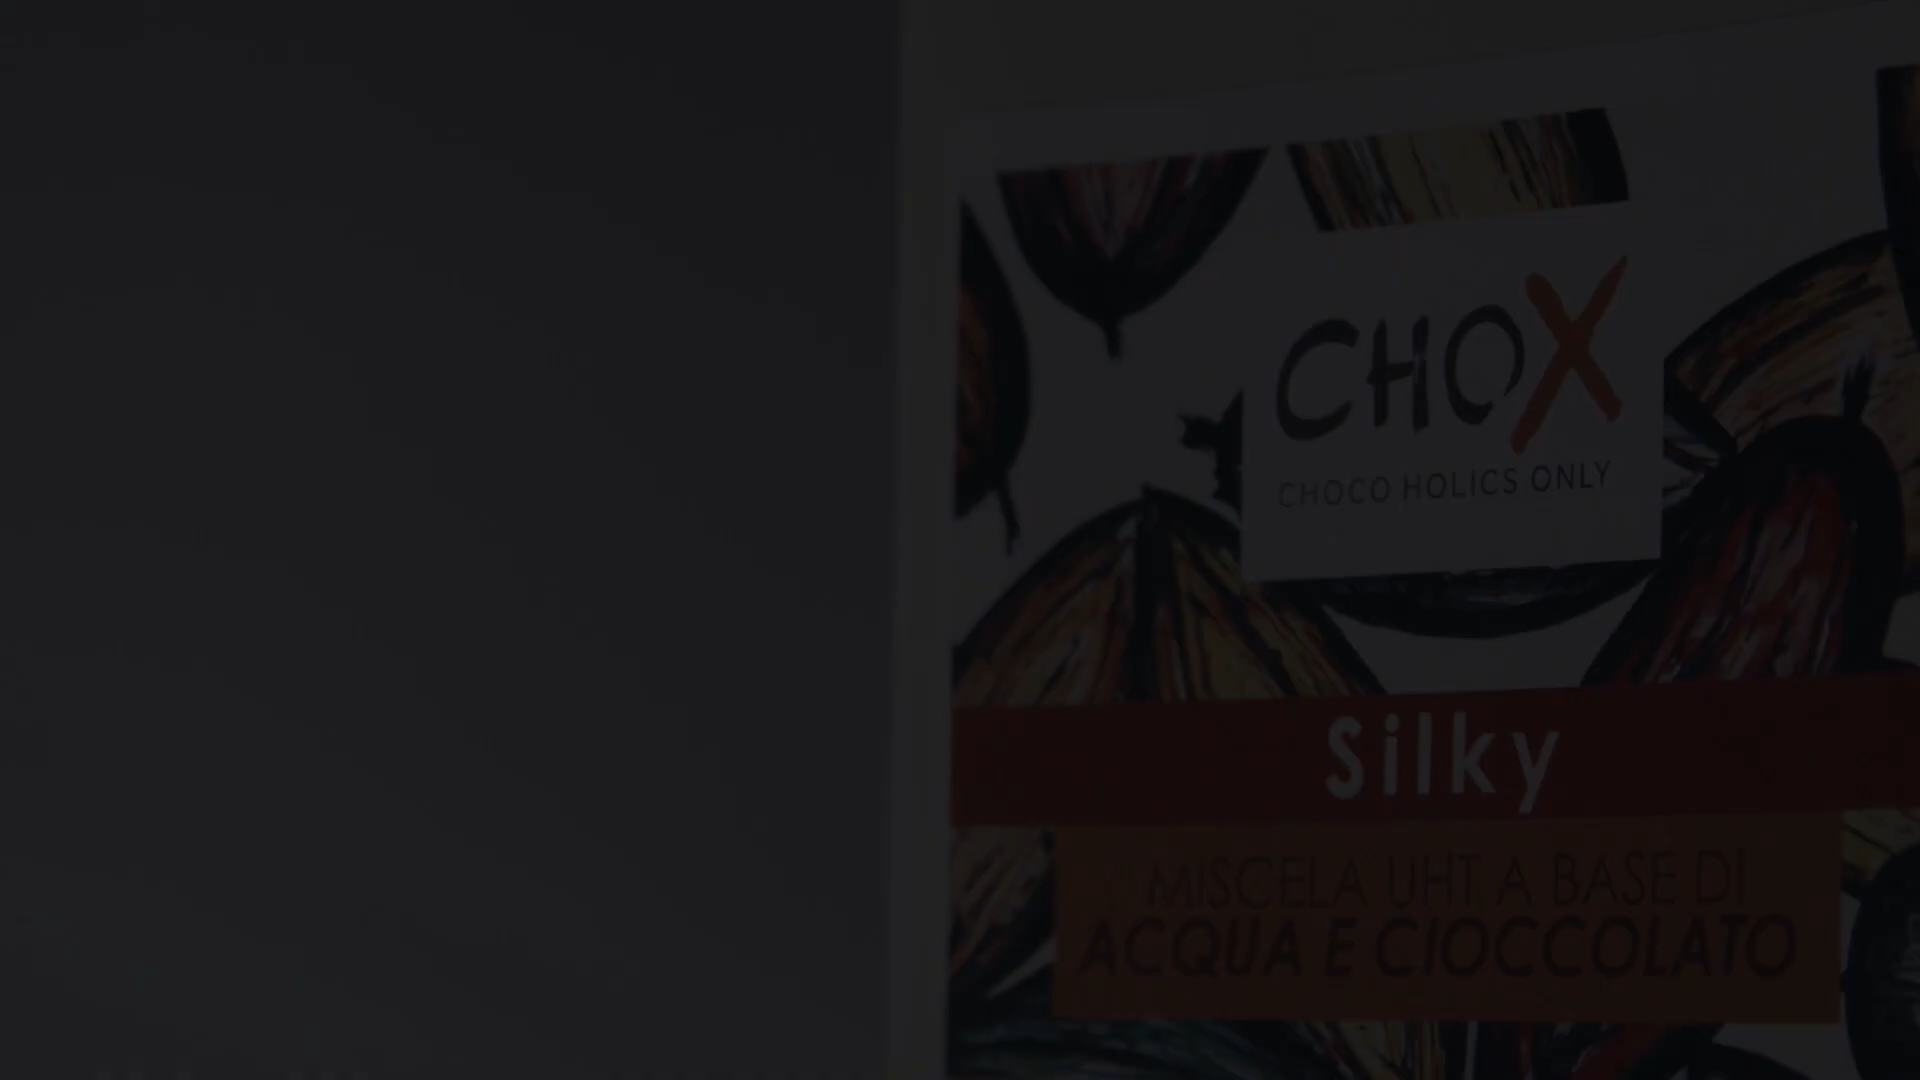 CHOX
CHOCO HOLICS ONLY
Silky
MISCELA UHT A BASE DI
ACQUA E CIOCCOLATO